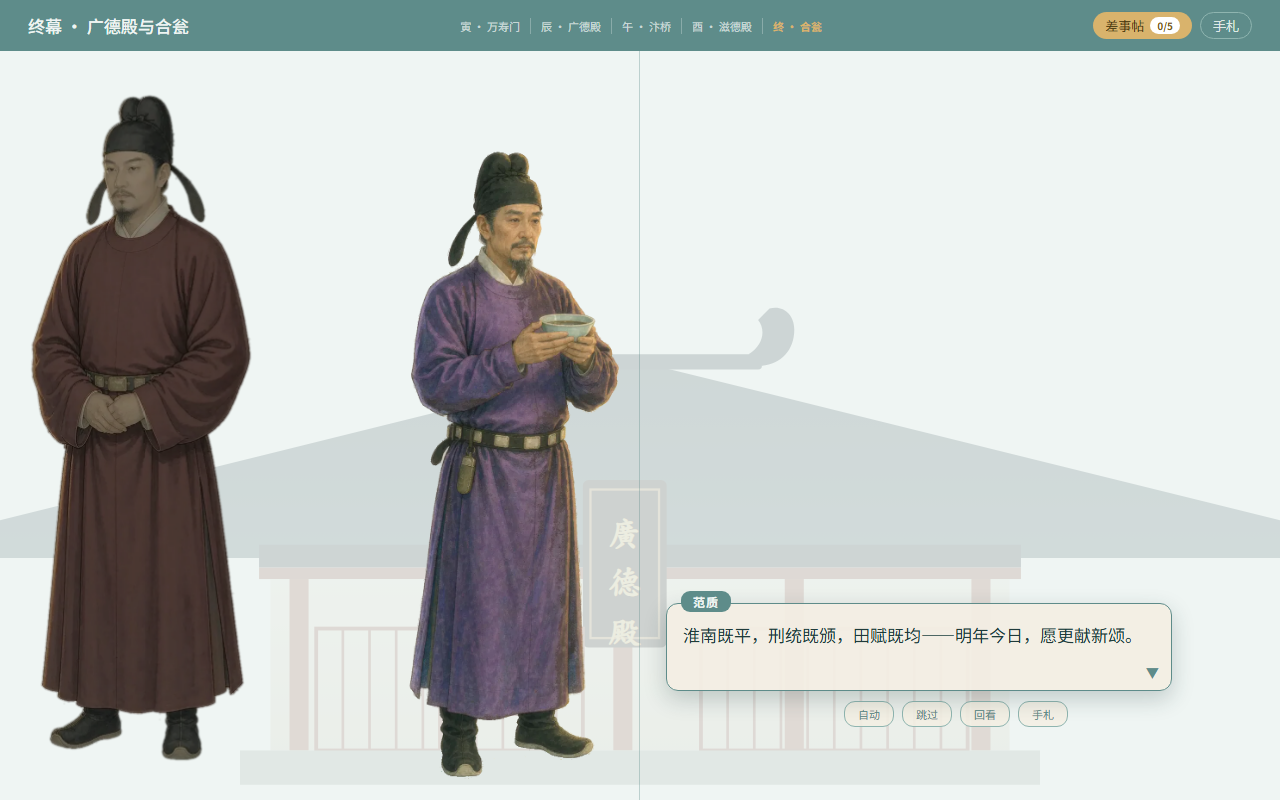 终幕 • 广德殿与合瓮
寅 • 万寿门
辰 • 广德殿
午 • 汴桥
酉 • 滋德殿
终 • 合瓮
差事帖 0/5
手札
廣德殿
范质
淮南既平，刑统既颁，田赋既均——明年今日，愿更献新颂。
自动
跳过
回看
手札